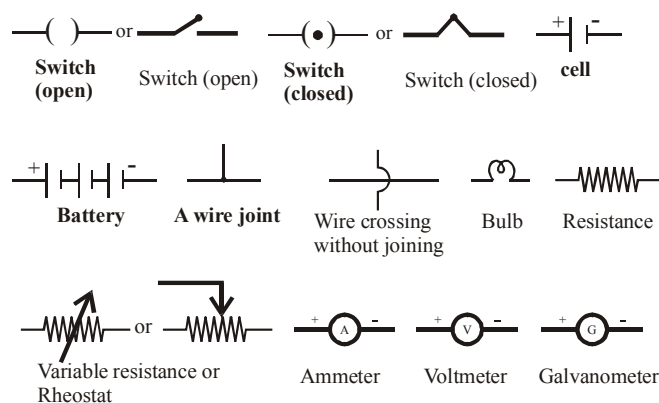 or or + -
Switch
(open)
Switch (open)
Switch
(closed)
Switch (closed)
cell
+ -
Battery
A wire joint
Wire crossing
without joining
Bulb
Resistance
or
Variable resistance or
Rheostat
+ A -
Ammeter
+ V -
Voltmeter
+ G -
Galvanometer